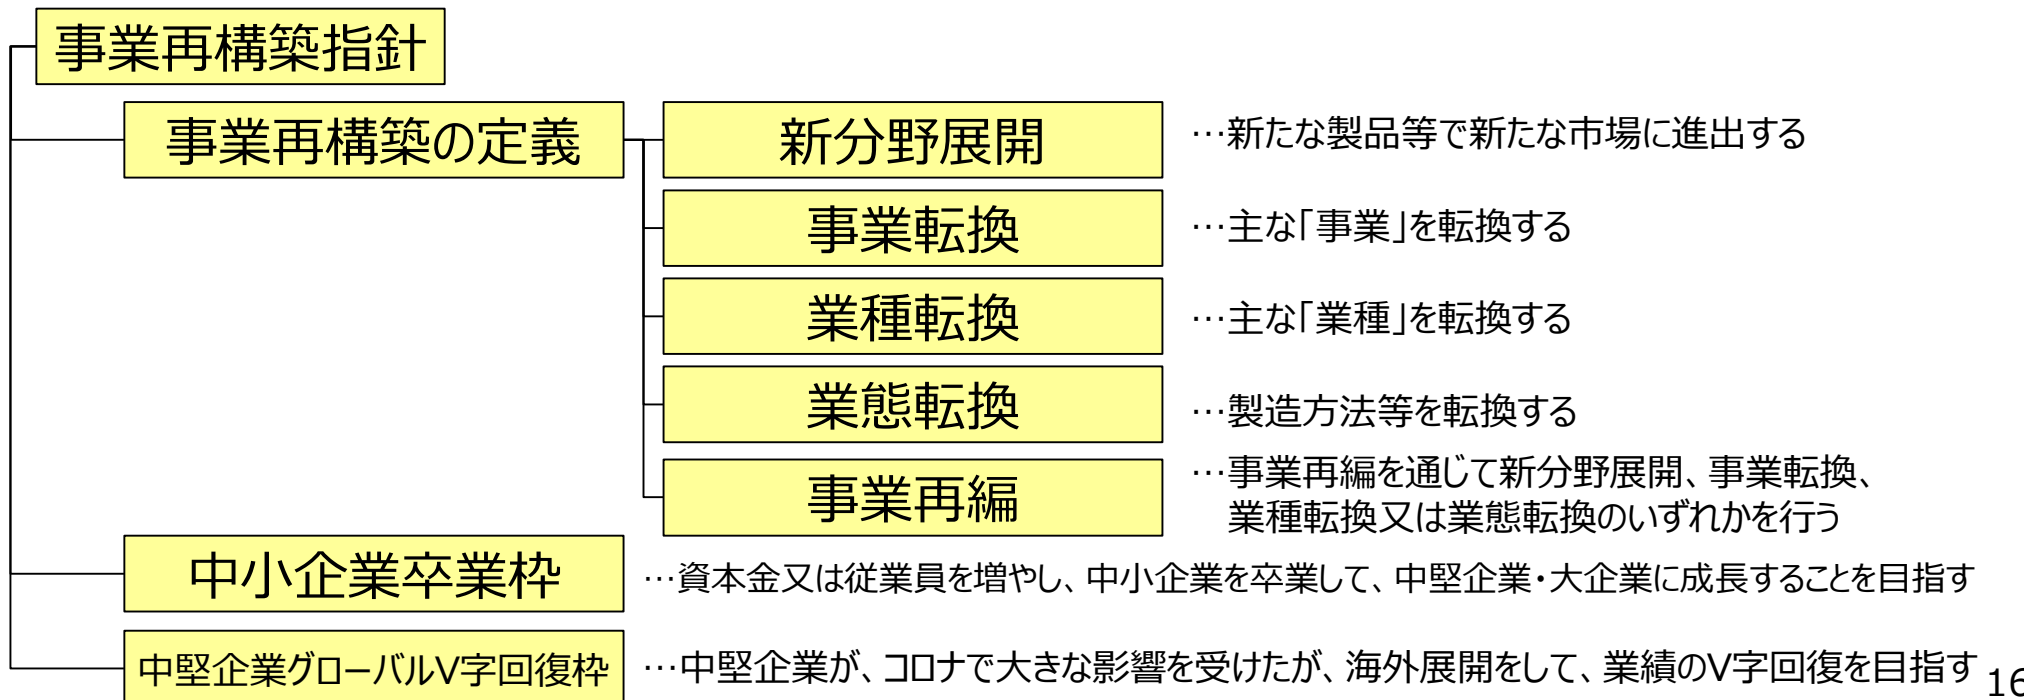 事業再構築指針
事業再構築の定義
新分野展開
…新たな製品等で新たな市場に進出する
事業転換
…主な「事業」を転換する
業種転換
…主な「業種」を転換する
業態転換
…製造方法等を転換する
事業再編
…事業再編を通じて新分野展開、事業転換、
業種転換又は業態転換のいずれかを行う
中小企業卒業枠
…資本金又は従業員を増やし、中小企業を卒業して、中堅企業・大企業に成長することを目指す
中堅企業グローバルV字回復枠
…中堅企業が、コロナで大きな影響を受けたが、海外展開をして、業績のV字回復を目指す
16